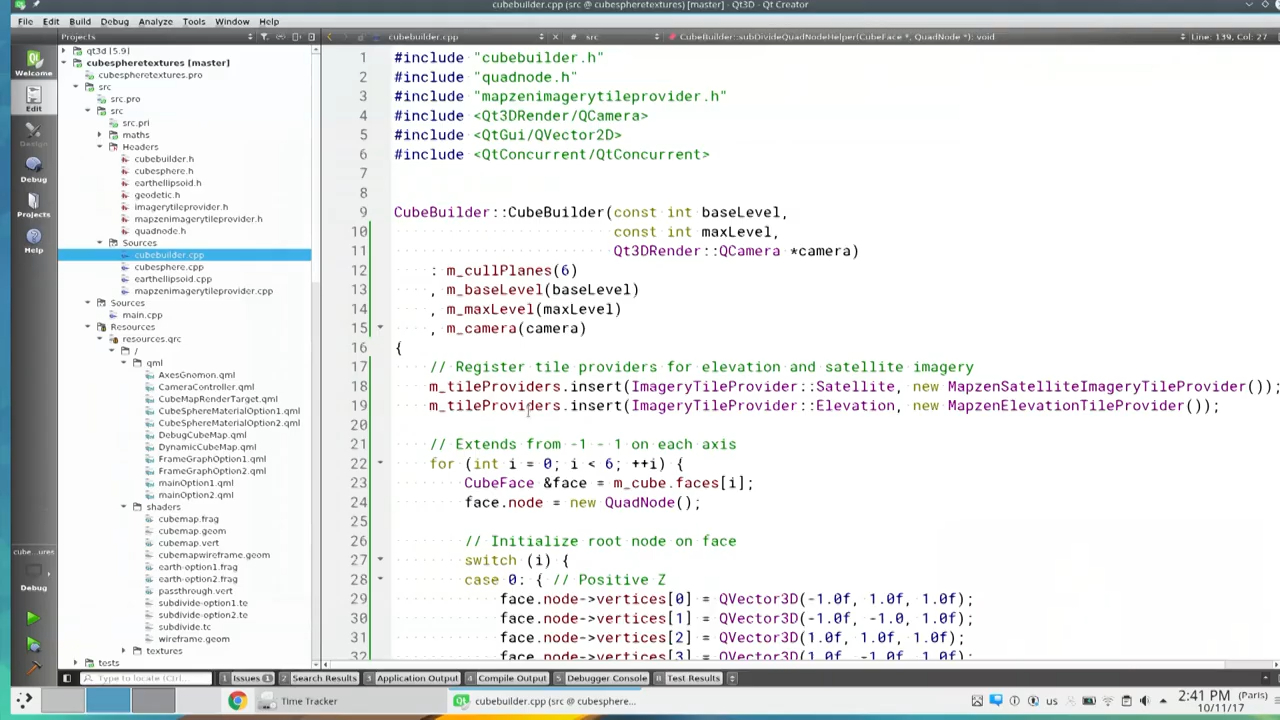 cubebuilder.cpp (src @ cubespheretextures) [master] - Qt3D - Qt Creator
File Edit Build Debug Analyze Tools Window Help
Projects
cubebuilder.cpp
# src
CubeBuilder::subDivideQuadNodeHelper(CubeFace *, QuadNode *): void
Line: 139, Col: 27
Welcome
Edit
Design
Debug
Projects
Help
cube...ures
Debug
qt3d [5.9]
cubespheretextures [master]
cubespheretextures.pro
src
src.pro
src
src.pri
maths
Headers
cubebuilder.h
cubesphere.h
earthellipsoid.h
geodetic.h
imagerytileprovider.h
mapzenimagerytileprovider.h
quadnode.h
Sources
cubebuilder.cpp
cubesphere.cpp
earthellipsoid.cpp
mapzenimagerytileprovider.cpp
Sources
main.cpp
Resources
resources.qrc
/
qml
AxesGnomon.qml
CameraController.qml
CubeMapRenderTarget.qml
CubeSphereMaterialOption1.qml
CubeSphereMaterialOption2.qml
DebugCubeMap.qml
DynamicCubeMap.qml
FrameGraphOption1.qml
FrameGraphOption2.qml
mainOption1.qml
mainOption2.qml
shaders
cubemap.frag
cubemap.geom
cubemap.vert
cubemapwireframe.geom
earth-option1.frag
earth-option2.frag
passthrough.vert
subdivide-option1.te
subdivide-option2.te
subdivide.tc
wireframe.geom
textures
tests
1 #include "cubebuilder.h"
2 #include "quadnode.h"
3 #include "mapzenimagerytileprovider.h"
4 #include <Qt3DRender/QCamera>
5 #include <QtGui/QVector2D>
6 #include <QtConcurrent/QtConcurrent>
7
8
9 CubeBuilder::CubeBuilder(const int baseLevel,
10 const int maxLevel,
11 Qt3DRender::QCamera *camera)
12 : m_cullPlanes(6)
13 , m_baseLevel(baseLevel)
14 , m_maxLevel(maxLevel)
15 , m_camera(camera)
16 {
17 // Register tile providers for elevation and satellite imagery
18 m_tileProviders.insert(ImageryTileProvider::Satellite, new MapzenSatelliteImageryTileProvider());
19 m_tileProviders.insert(ImageryTileProvider::Elevation, new MapzenElevationTileProvider());
20
21 // Extends from -1 - 1 on each axis
22 for (int i = 0; i < 6; ++i) {
23 CubeFace &face = m_cube.faces[i];
24 face.node = new QuadNode();
25
26 // Initialize root node on face
27 switch (i) {
28 case 0: { // Positive Z
29 face.node->vertices[0] = QVector3D(-1.0f, 1.0f, 1.0f);
30 face.node->vertices[1] = QVector3D(-1.0f, -1.0, 1.0f);
31 face.node->vertices[2] = QVector3D(1.0f, 1.0f, 1.0f);
32 face.node->vertices[3] = QVector3D(1.0f, -1.0f, 1.0f);
Type to locate (Ctrl+...
1 Issues 1
2 Search Results
3 Application Output
4 Compile Output
5 Debugger Console
8 Test Results
Time Tracker
cubebuilder.cpp (src @ cubesphere...
us
2:41 PM (Paris)
10/11/17